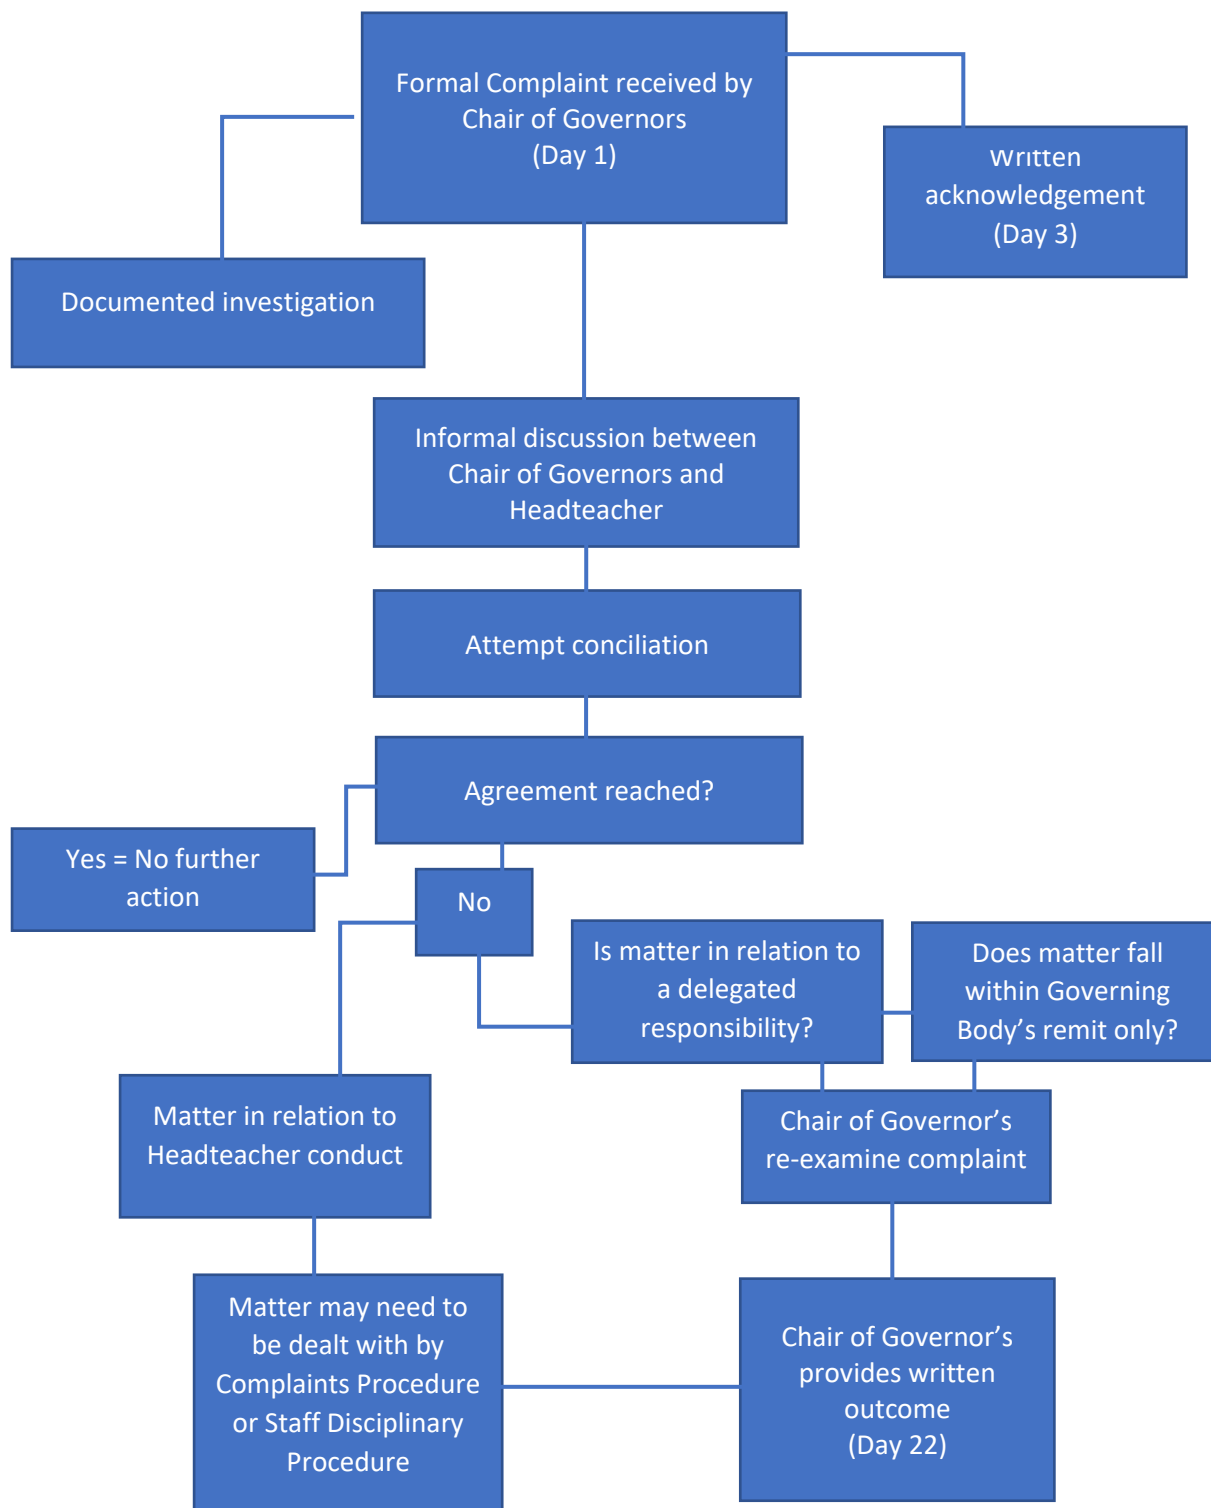 Formal Complaint received by
Chair of Governors
(Day 1)
Written
acknowledgement
(Day 3)
Documented investigation
Informal discussion between
Chair of Governors and
Headteacher
Attempt conciliation
Agreement reached?
Yes = No further
action
No
Is matter in relation to
a delegated
responsibility?
Does matter fall
within Governing
Body’s remit only?
Matter in relation to
Headteacher conduct
Chair of Governor’s
re-examine complaint
Matter may need to
be dealt with by
Complaints Procedure
or Staff Disciplinary
Procedure
Chair of Governor’s
provides written
outcome
(Day 22)